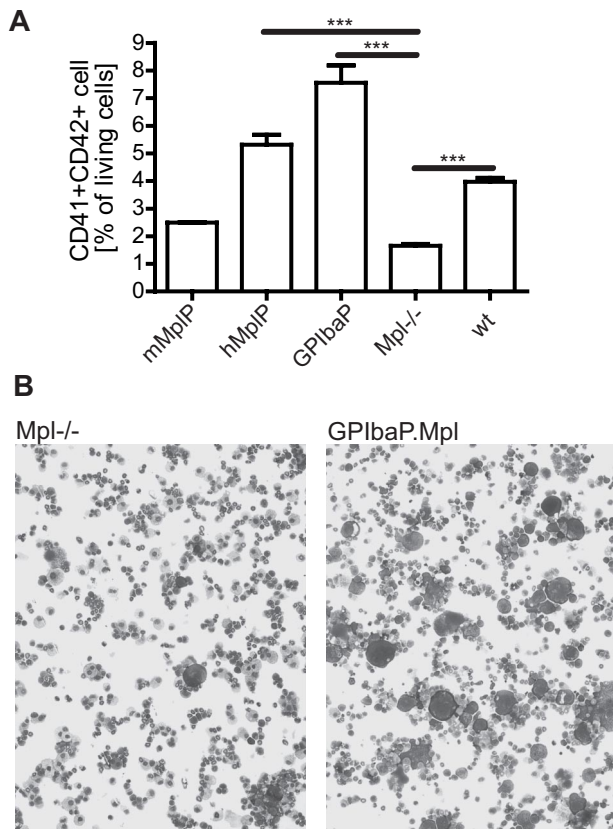 A
***
***
***
CD41+CD42+ cell
[% of living cells]
9
8
7
6
5
4
3
2
1
0
mMplP
hMplP
GPIbaP
Mpl-/-
wt
B
Mpl-/-
GPIbaP.Mpl